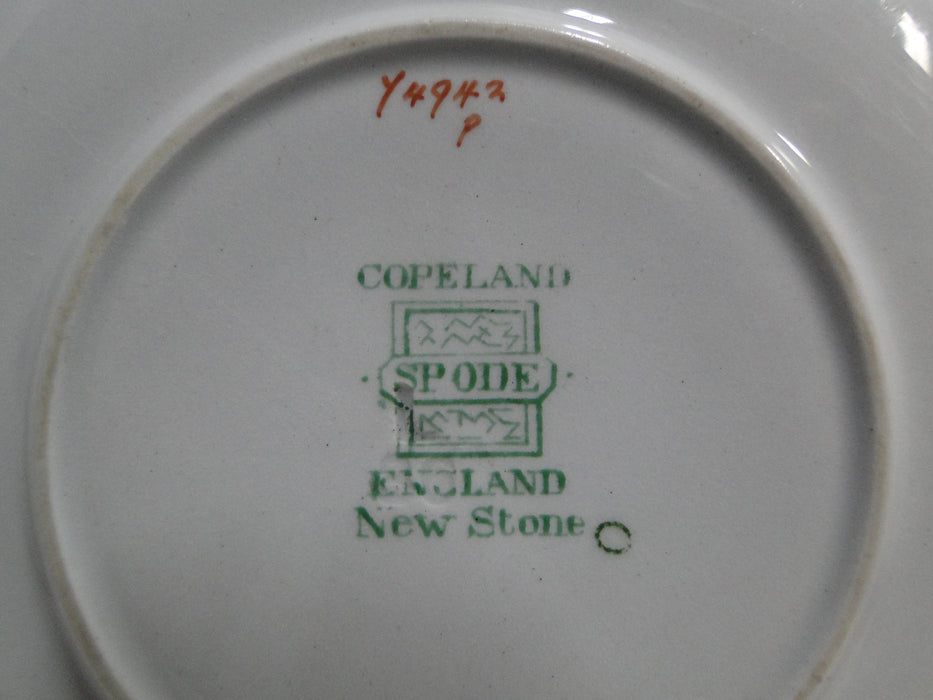 Y4942
P
COPELAND
SPODE
ENGLAND
New Stone